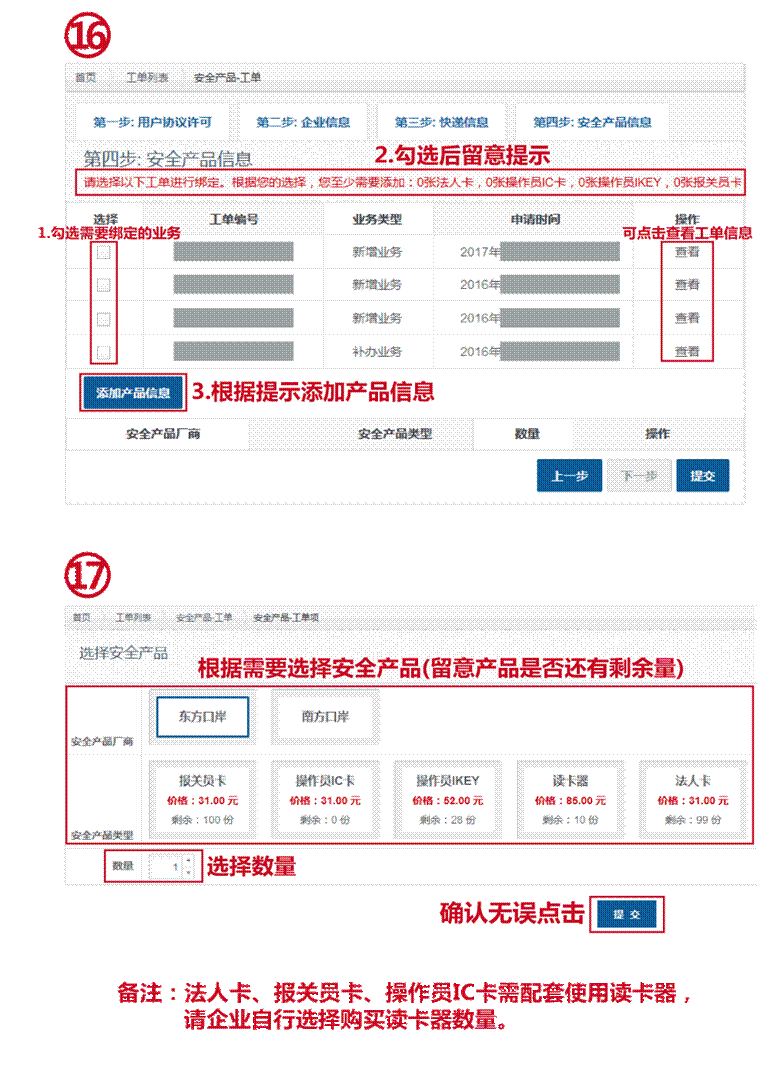 16
首页 工单列表 安全产品-工单
第一步: 用户协议许可 第二步: 企业信息 第三步: 快递信息 第四步: 安全产品信息
第四步: 安全产品信息 2.勾选后留意提示
请选择以下工单进行绑定。根据您的选择，您至少需要添加：0张法人卡，0张操作员IC卡，0张操作员IKEY，0张报关员卡
选择 工单编号 业务类型 申请时间 操作
1.勾选需要绑定的业务 可点击查看工单信息
新增业务 2017年 查看
新增业务 2016年 查看
新增业务 2016年 查看
补办业务 2016年 查看
添加产品信息 3.根据提示添加产品信息
安全产品厂商 安全产品类型 数量 操作
上一步 下一步 提交
17
首页 工单列表 安全产品-工单 安全产品-工单项
选择安全产品
根据需要选择安全产品(留意产品是否还有剩余量)
东方口岸 南方口岸
安全产品厂商
报关员卡 操作员IC卡 操作员IKEY 读卡器 法人卡
价格：31.00 元 价格：31.00 元 价格：52.00 元 价格：85.00 元 价格：31.00 元
剩余：100 份 剩余：0 份 剩余：28 份 剩余：10 份 剩余：99 份
安全产品类型
数量 1 选择数量
确认无误点击 提 交
备注：法人卡、报关员卡、操作员IC卡需配套使用读卡器，
请企业自行选择购买读卡器数量。